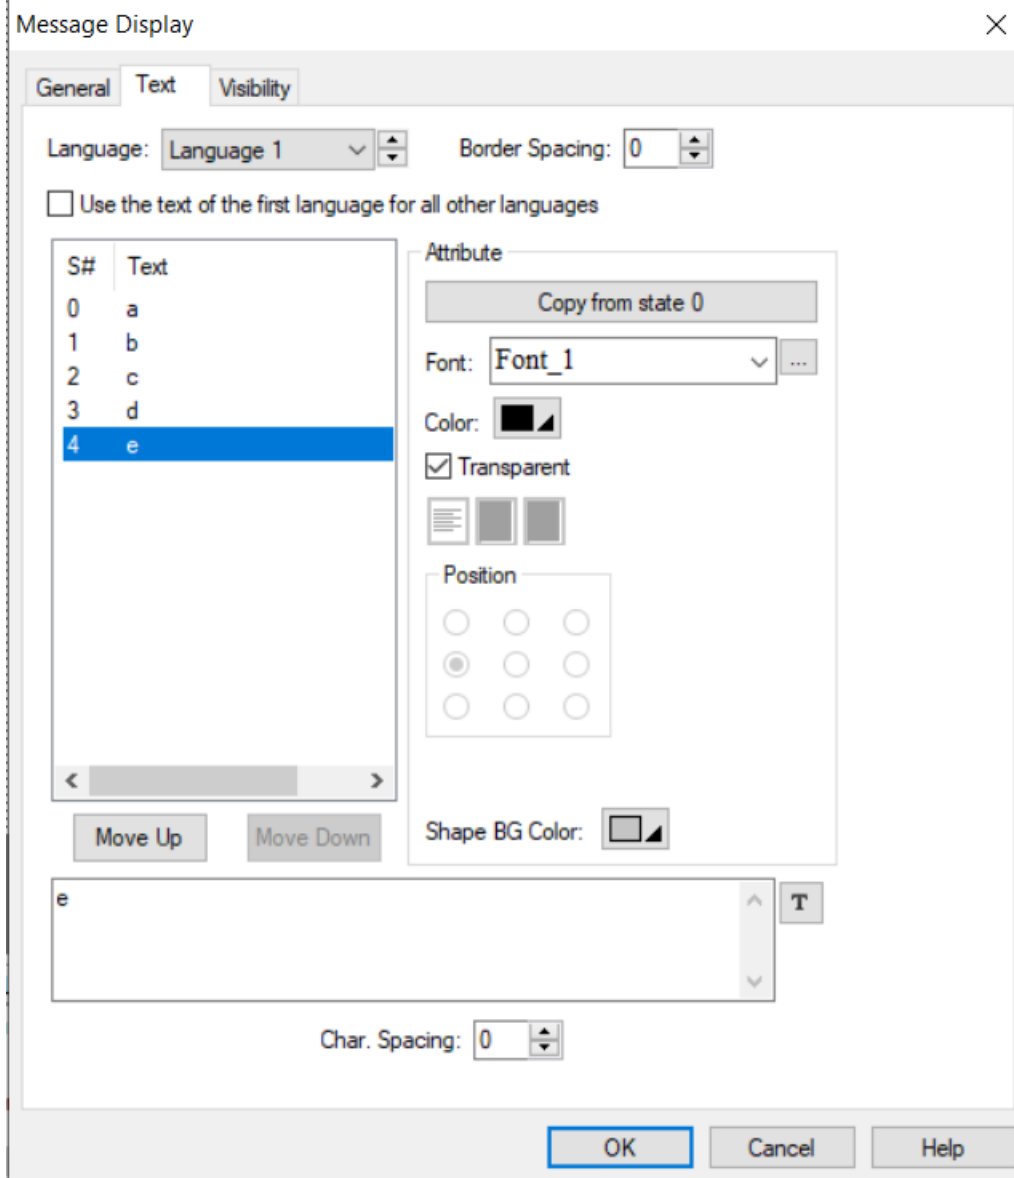 Message Display
General Text Visibility
Language: Language 1 Border Spacing: 0
Use the text of the first language for all other languages
S# Text
0 a
1 b
2 c
3 d
4 e
Attribute
Copy from state 0
Font: Font_1 ...
Color:
Transparent
Position
Shape BG Color:
Move Up Move Down
e
T
Char. Spacing: 0
OK Cancel Help